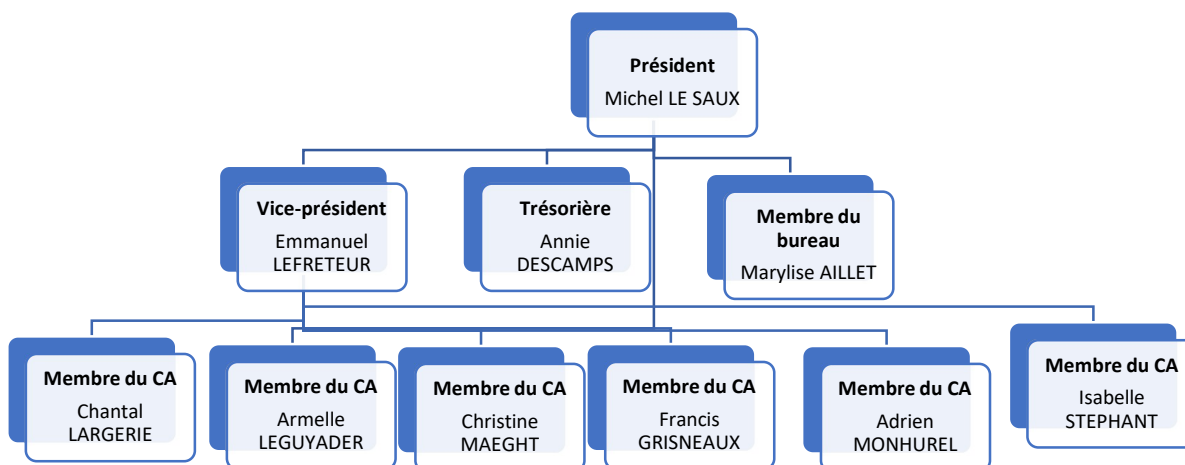 Président
Michel LE SAUX
Vice-président
Emmanuel
LEFRETEUR
Trésorière
Annie
DESCAMPS
Membre du
bureau
Marylise AILLET
Membre du CA
Chantal
LARGERIE
Membre du CA
Armelle
LEGUYADER
Membre du CA
Christine
MAEGHT
Membre du CA
Francis
GRISNEAUX
Membre du CA
Adrien
MONHUREL
Membre du CA
Isabelle
STEPHANT